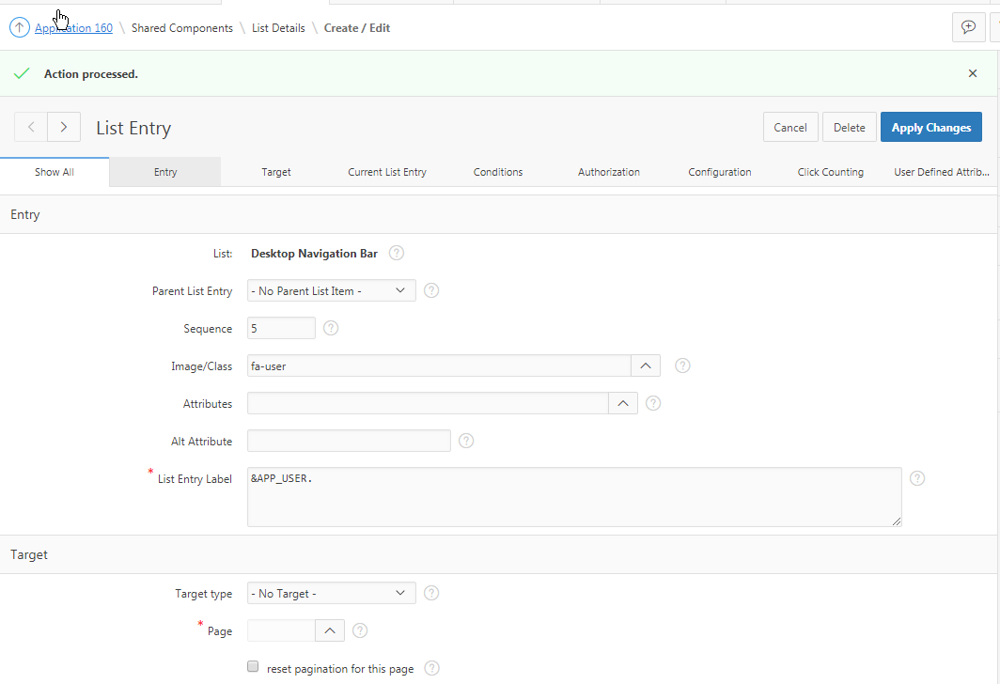 Application 160 \ Shared Components \ List Details \ Create / Edit
Action processed.
List Entry
Cancel Delete Apply Changes
Show All Entry Target Current List Entry Conditions Authorization Configuration Click Counting User Defined Attrib...
Entry
List: Desktop Navigation Bar ?
Parent List Entry - No Parent List Item - ?
Sequence 5 ?
Image/Class fa-user ?
Attributes ?
Alt Attribute ?
* List Entry Label &APP_USER. ?
Target
Target type - No Target - ?
* Page ?
reset pagination for this page ?